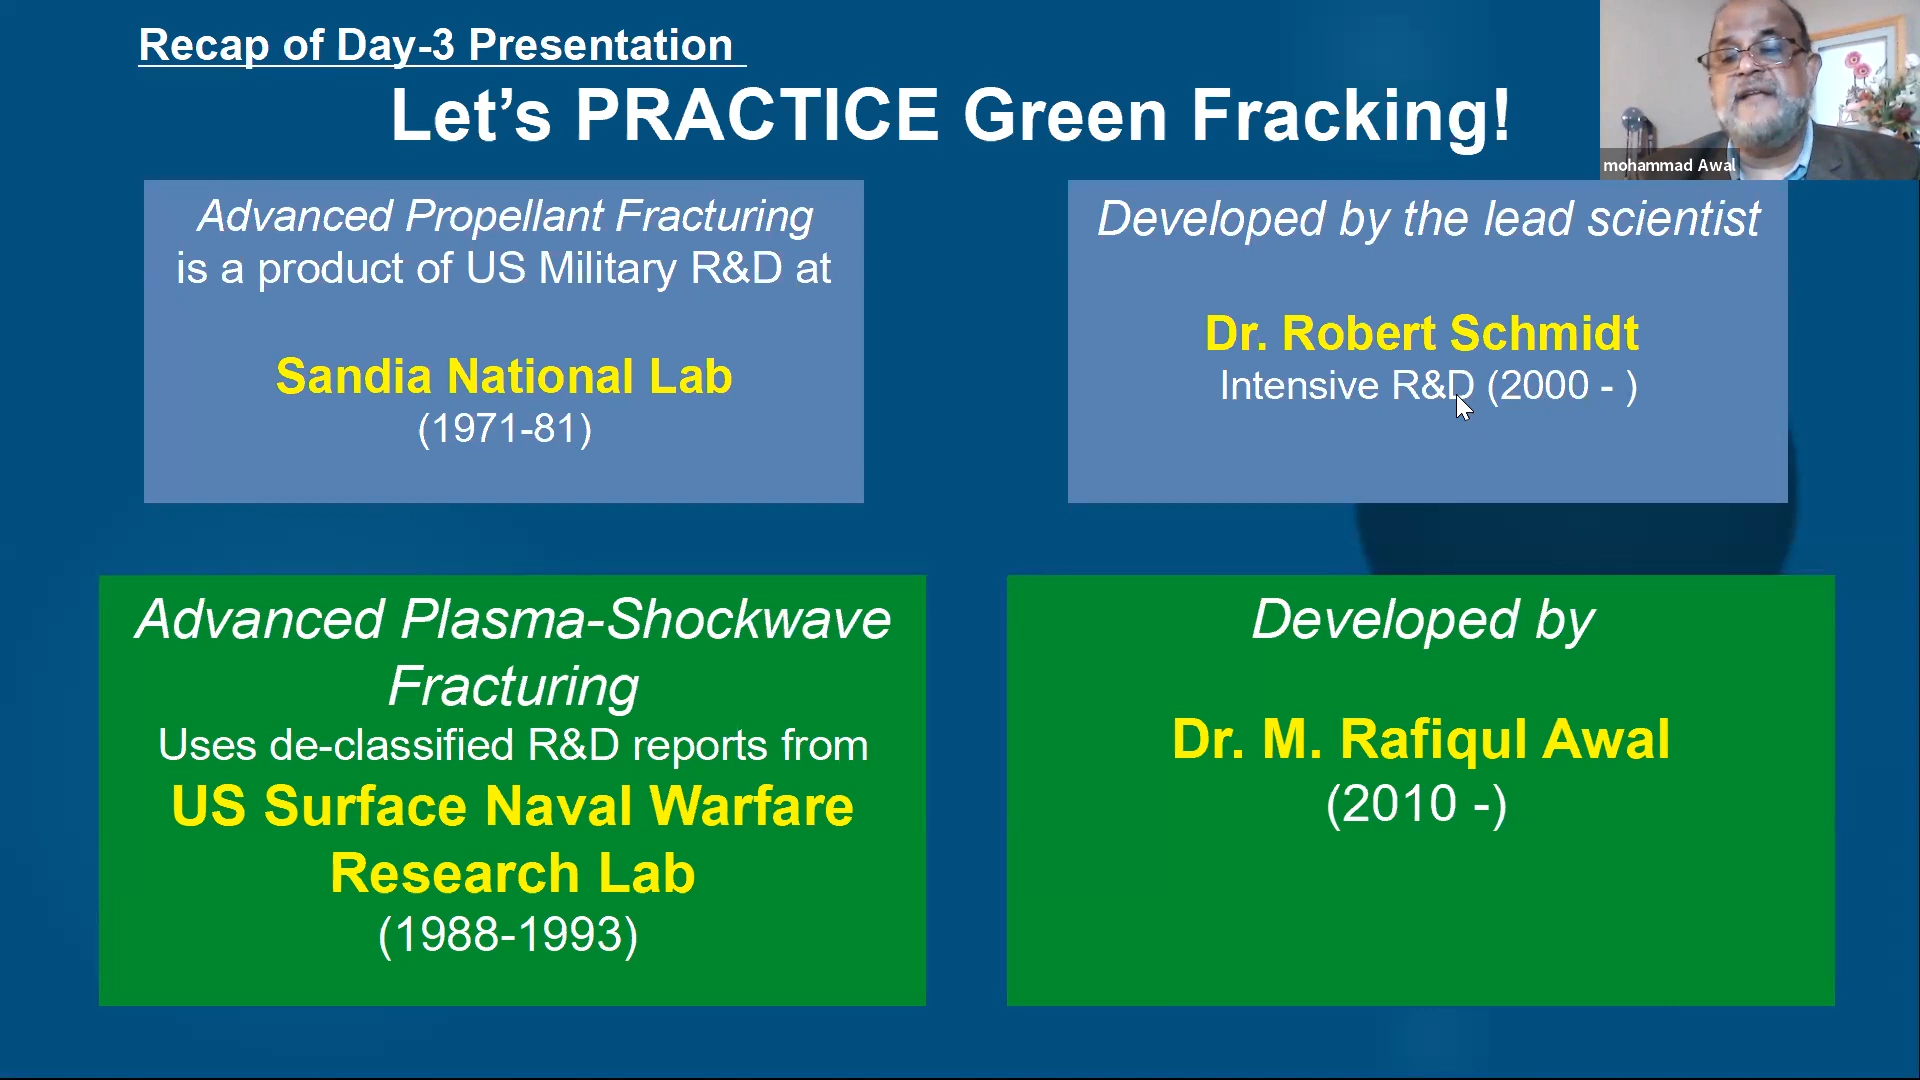 Recap of Day-3 Presentation
Let’s PRACTICE Green Fracking!
mohammad Awal
Advanced Propellant Fracturing
is a product of US Military R&D at
Sandia National Lab
(1971-81)
Developed by the lead scientist
Dr. Robert Schmidt
Intensive R&D (2000 - )
Advanced Plasma-Shockwave
Fracturing
Uses de-classified R&D reports from
US Surface Naval Warfare
Research Lab
(1988-1993)
Developed by
Dr. M. Rafiqul Awal
(2010 -)